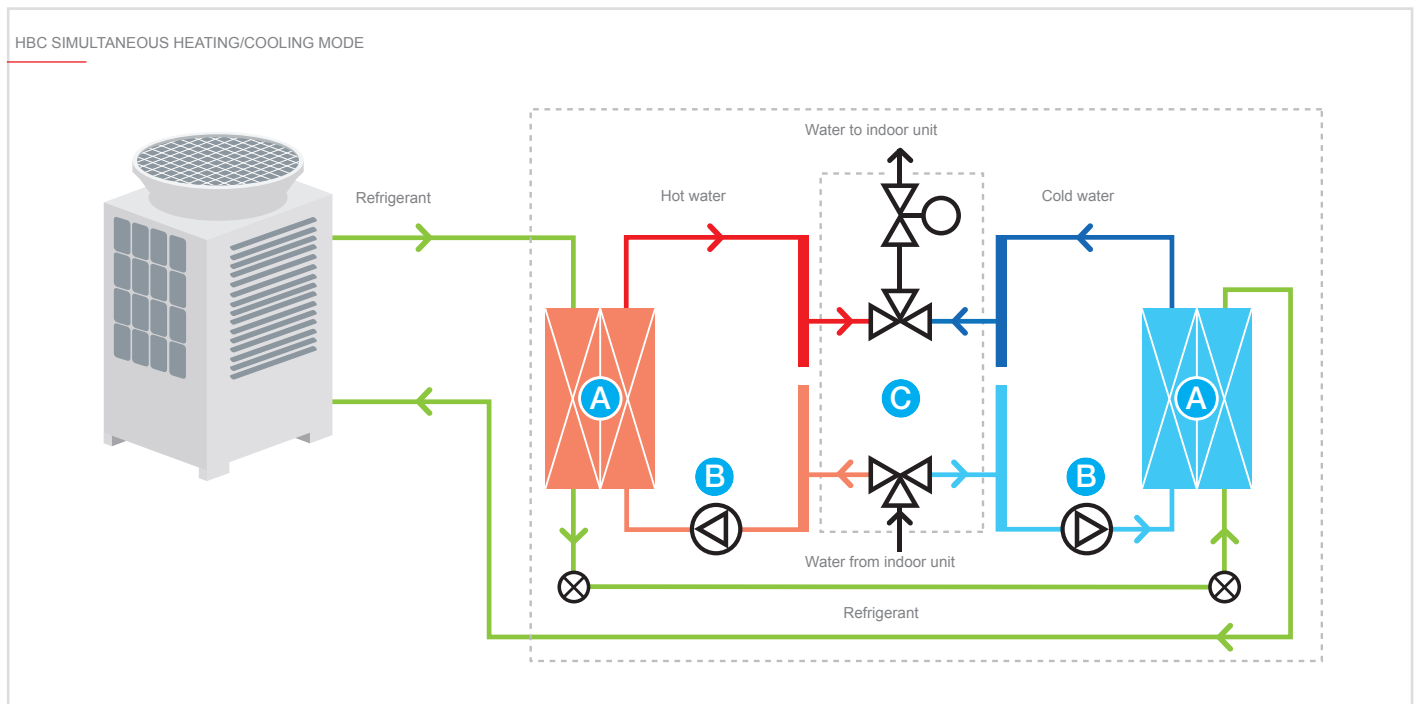 HBC SIMULTANEOUS HEATING/COOLING MODE
Water to indoor unit
Refrigerant
Hot water
Cold water
A
C
A
B
B
Water from indoor unit
Refrigerant